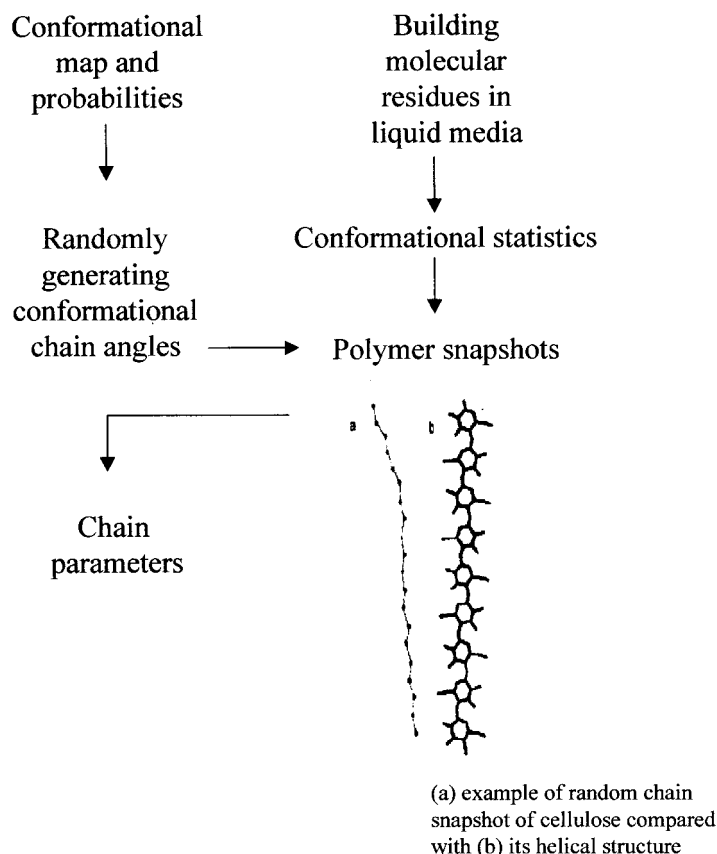 Conformational
map and
probabilities
Building
molecular
residues in
liquid media
Randomly
generating
conformational
chain angles
Conformational statistics
Polymer snapshots
a
b
Chain
parameters
(a) example of random chain
snapshot of cellulose compared
with (b) its helical structure